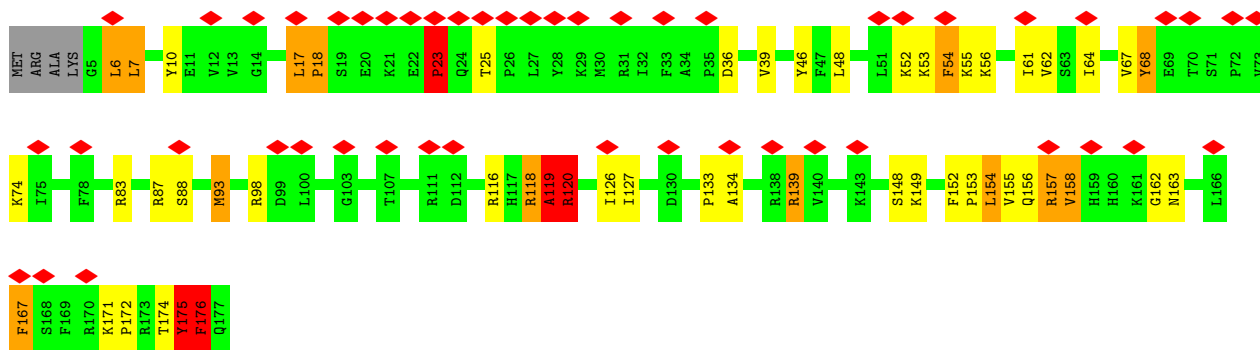 MET ARG ALA LYS G5 L6 L7 Y10 E11 V12 V13 G14 L17 P18 S19 E20 K21 E22 P23 Q24 T25 P26 L27 Y28 K29 M30 R31 I32 F33 A34 P35 D36 V39 Y46 F47 L48 L51 K52 K53 F54 K55 K56 I61 V62 S63 I64 V67 Y68 E69 T70 S71 P72 V73
K74 I75 F78 R83 R87 S88 M93 R98 D99 L100 G103 T107 R111 D112 R116 H117 R118 A119 R120 I126 I127 D130 P133 A134 R138 R139 V140 K143 S148 K149 F152 P153 L154 V155 Q156 R157 V158 H159 H160 K161 G162 N163 L166
F167 S168 F169 R170 K171 P172 R173 T174 Y175 F176 Q177